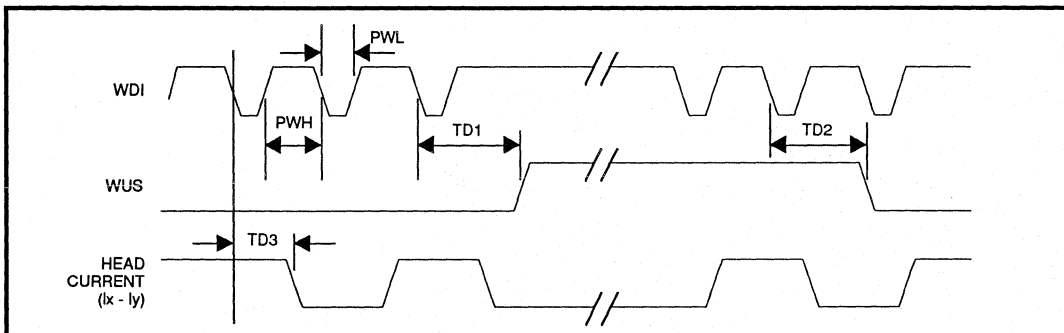 PWL
WDI
PWH
TD1
TD2
WUS
TD3
HEAD
CURRENT
(Ix - Iy)